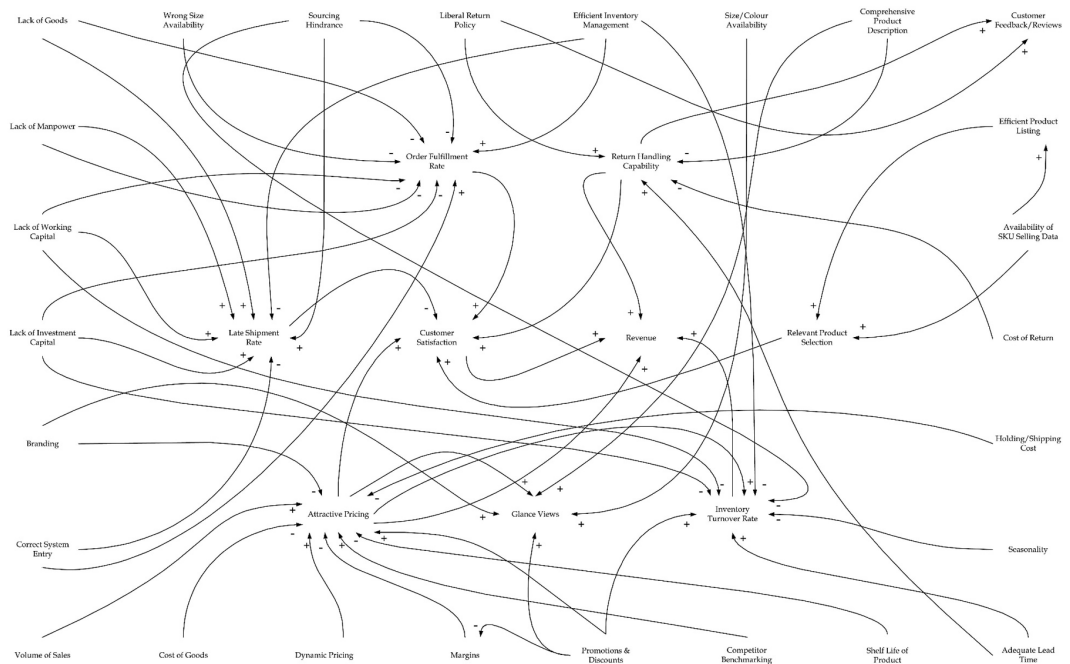 Lack of Goods
Wrong Size
Availability
Sourcing
Hindrance
Liberal Return
Policy
Efficient Inventory
Management
Size/Colour
Availability
Comprehensive
Product
Description
Customer
Feedback/Reviews
+
+
Lack of Manpower
Efficient Product
Listing
+
-
-
-
+
+
-
Order Fulfillment
Rate
Return Handling
Capability
-
-
-
+
+
-
Lack of Working
Capital
Availability of
SKU Selling Data
+
+
-
-
+
+
+
Lack of Investment
Capital
+
Late Shipment
Rate
+
+
Customer
Satisfaction
+
+
Revenue
+
Relevant Product
Selection
+
Cost of Return
+
-
+
+
+
Branding
Holding/Shipping
Cost
-
-
+
+
-
-
+
-
+
Attractive Pricing
+
Glance Views
+
+
Inventory
Turnover Rate
-
-
-
+
-
+
-
+
+
+
Correct System
Entry
Seasonality
-
Volume of Sales
Cost of Goods
Dynamic Pricing
Margins
Promotions &
Discounts
Competitor
Benchmarking
Shelf Life of
Product
Adequate Lead
Time